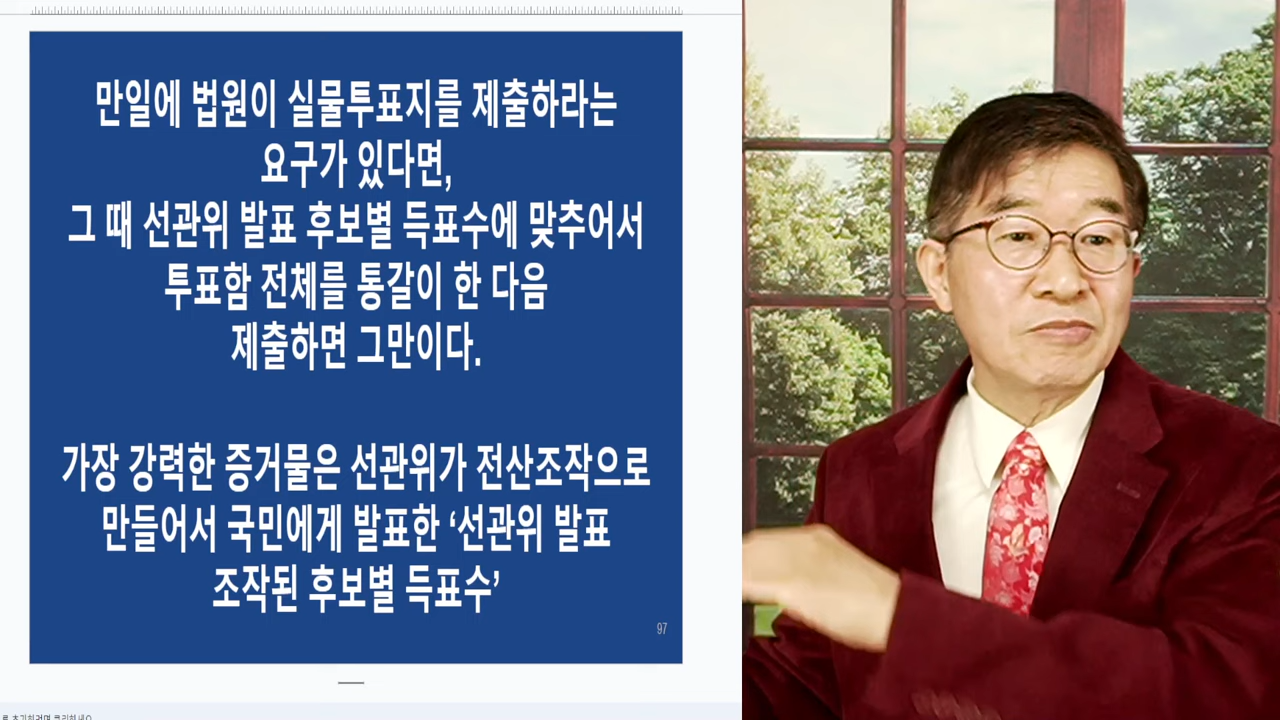 만일에 법원이 실물투표지를 제출하라는
요구가 있다면,
그 때 선관위 발표 후보별 득표수에 맞추어서
투표함 전체를 통갈이 한 다음
제출하면 그만이다.
가장 강력한 증거물은 선관위가 전산조작으로
만들어서 국민에게 발표한 ‘선관위 발표
조작된 후보별 득표수’
97